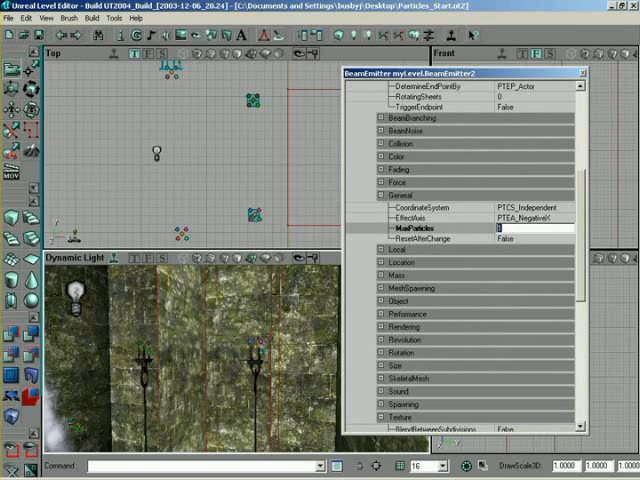 Unreal Level Editor - Build UT2004_Build_[2003-12-06_20.24] - [C:\Documents and Settings\busbyj\Desktop\Particles_Start.ut2]
File Edit View Brush Build Tools Help
Top
Front
BeamEmitter myLevel.BeamEmitter2
DetermineEndPointBy PTEP_Actor
RotatingSheets 0
TriggerEndpoint False
BeamBranching
BeamNoise
Collision
Color
Fading
Force
General
CoordinateSystem PTCS_Independent
EffectAxis PTEA_NegativeX
MaxParticles 1
ResetAfterChange False
Local
Location
Mass
MeshSpawning
Object
Performance
Rendering
Revolution
Rotation
Size
SkeletalMesh
Sound
Spawning
Texture
BlendBetweenSubdivisions False
MOV
Dynamic Light
Command:
16
DrawScale3D: 1.0000 1.0000 1.0000